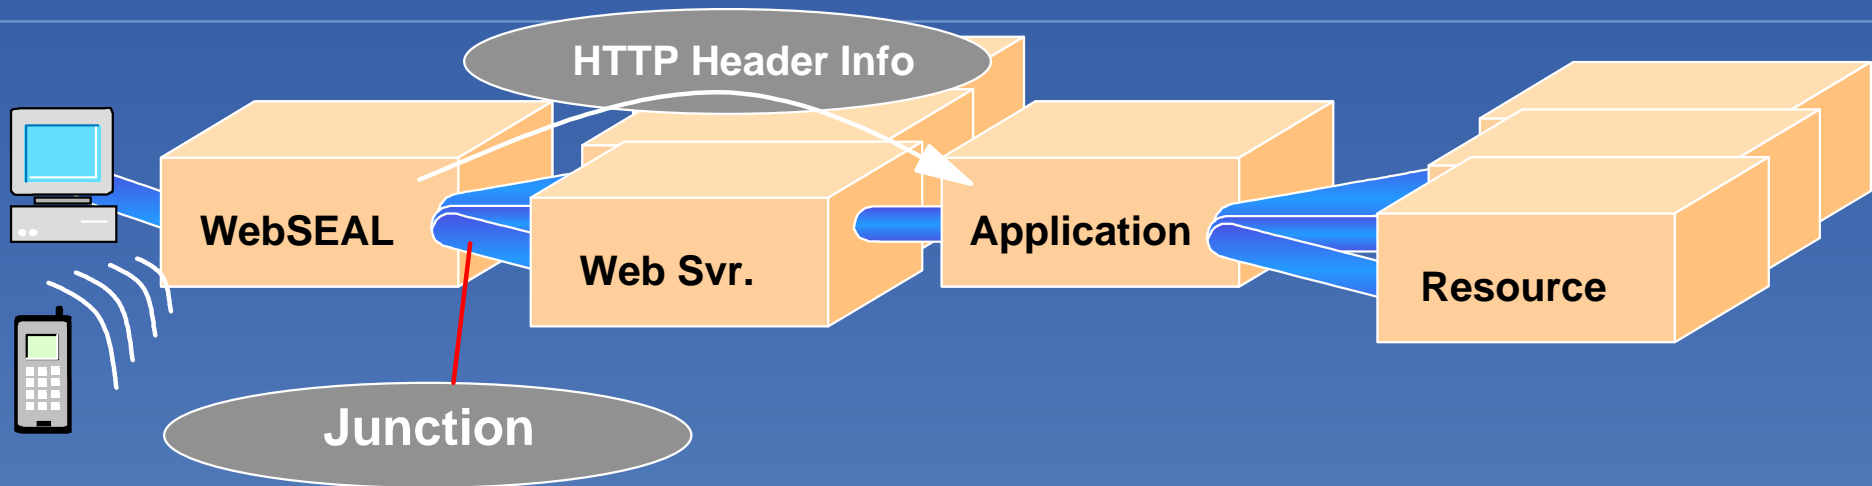 HTTP Header Info
WebSEAL
Web Svr.
Application
Resource
Junction